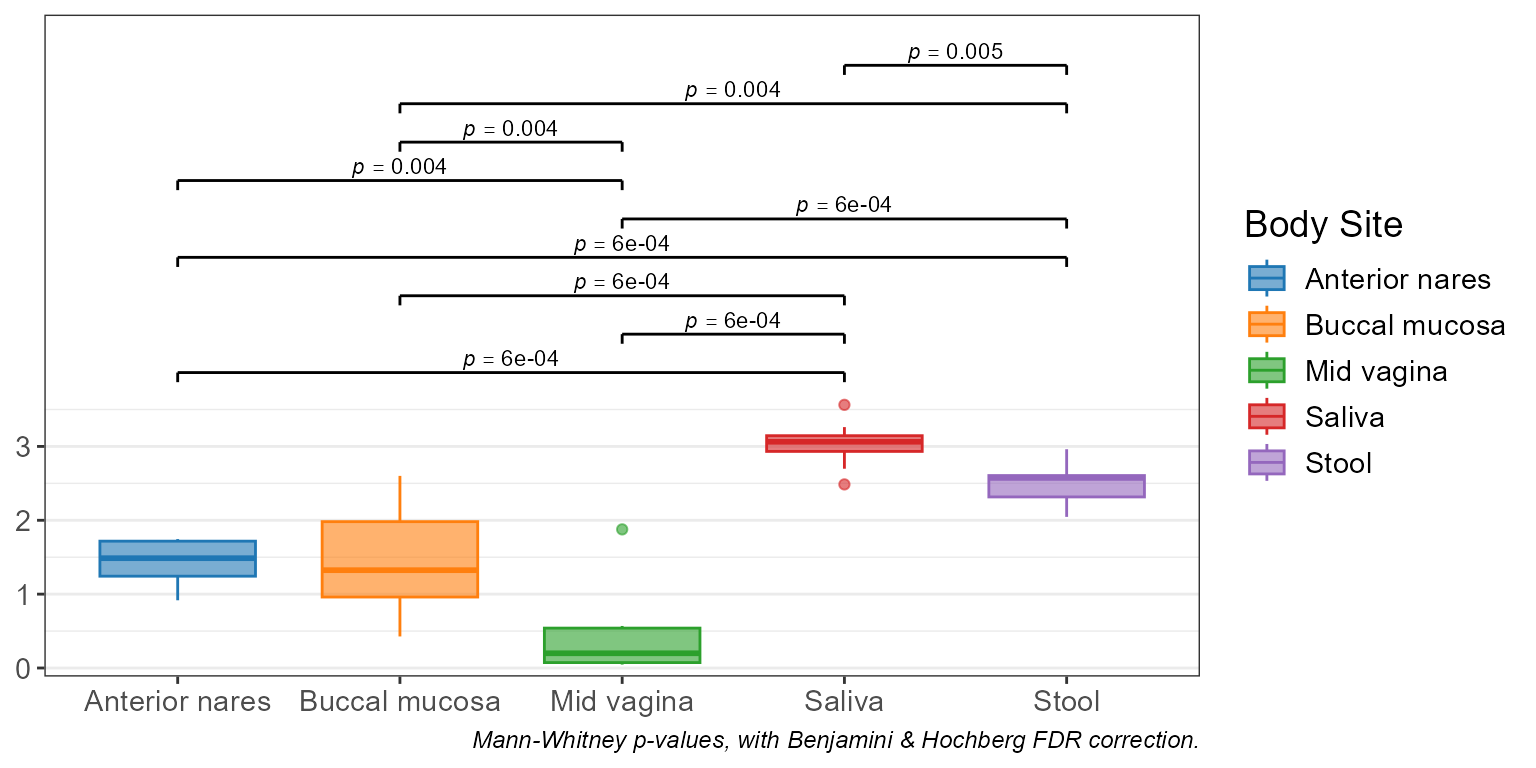 p = 0.005
p = 0.004
p = 0.004
p = 0.004
p = 6e-04
p = 6e-04
p = 6e-04
p = 6e-04
p = 6e-04
3
2
1
0
Anterior nares Buccal mucosa Mid vagina Saliva Stool
Mann-Whitney p-values, with Benjamini & Hochberg FDR correction.
Body Site
Anterior nares
Buccal mucosa
Mid vagina
Saliva
Stool